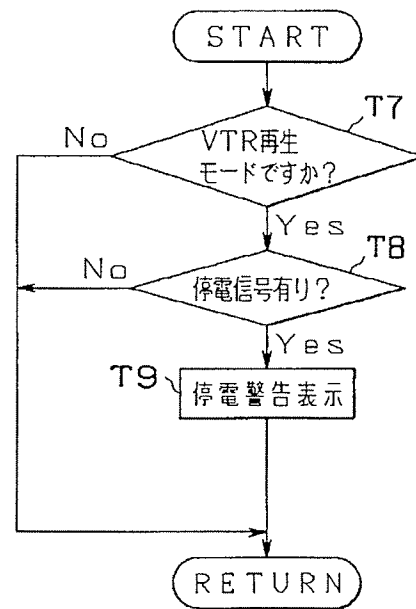 START
T7
No
VTR再生
モードですか?
Yes
T8
No
停電信号有り?
Yes
T9
停電警告表示
RETURN